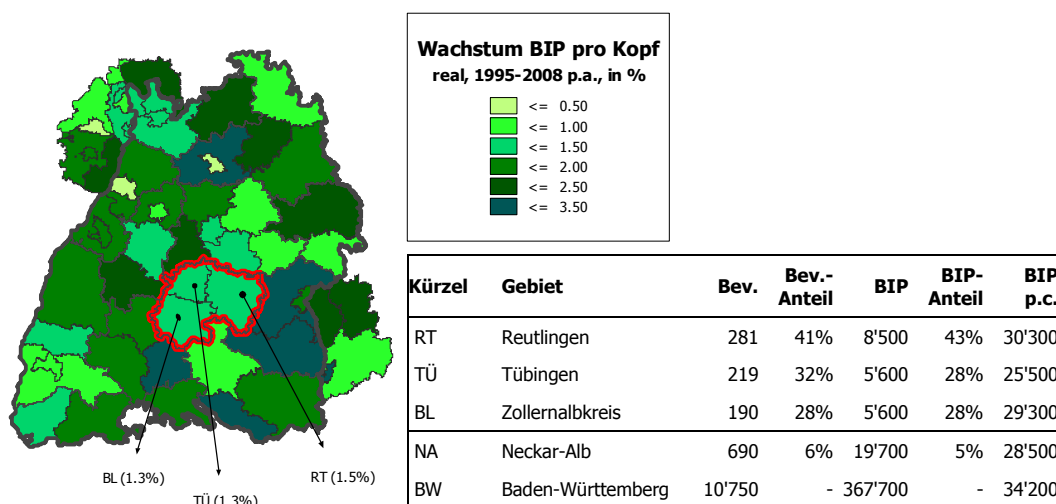 Wachstum BIP pro Kopf
real, 1995-2008 p.a., in %
<= 0.50
<= 1.00
<= 1.50
<= 2.00
<= 2.50
<= 3.50
Kürzel Gebiet Bev. Bev.-Anteil BIP BIP-Anteil BIP p.c.
RT Reutlingen 281 41% 8'500 43% 30'300
TÜ Tübingen 219 32% 5'600 28% 25'500
BL Zollernalbkreis 190 28% 5'600 28% 29'300
NA Neckar-Alb 690 6% 19'700 5% 28'500
BW Baden-Württemberg 10'750 - 367'700 - 34'200
BL (1.3%)
TÜ (1.3%)
RT (1.5%)